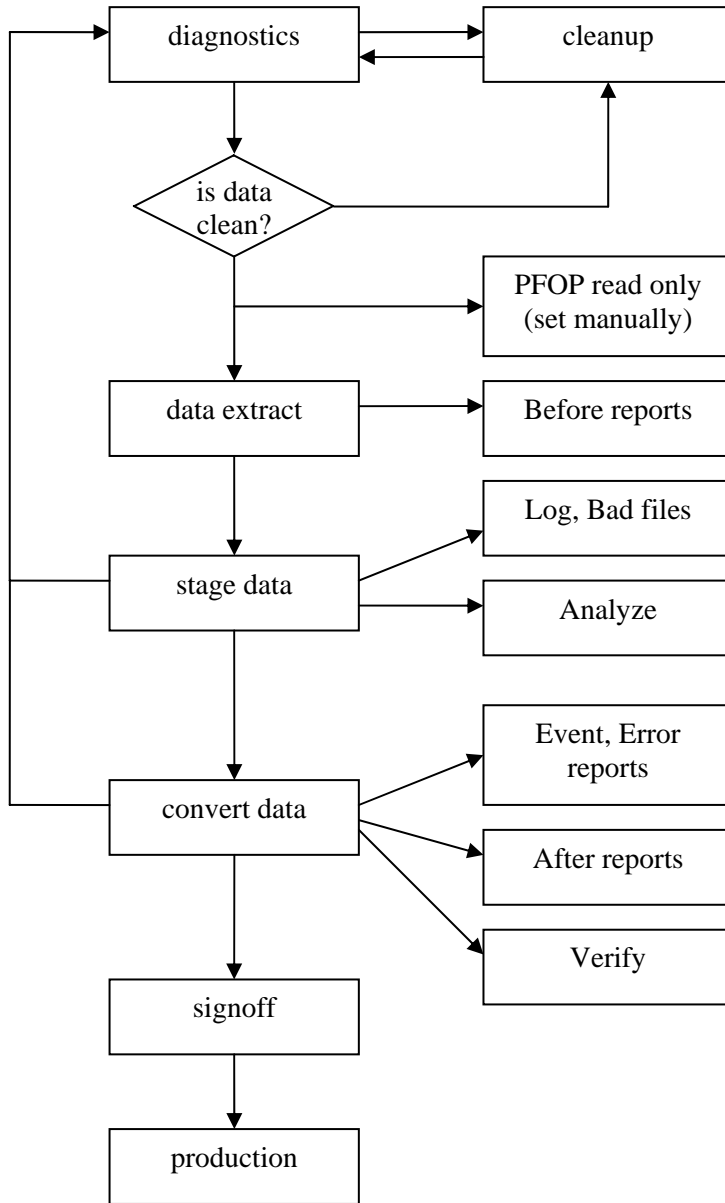 diagnostics
cleanup
is data
clean?
PFOP read only
(set manually)
data extract
Before reports
Log, Bad files
stage data
Analyze
Event, Error
reports
convert data
After reports
Verify
signoff
production